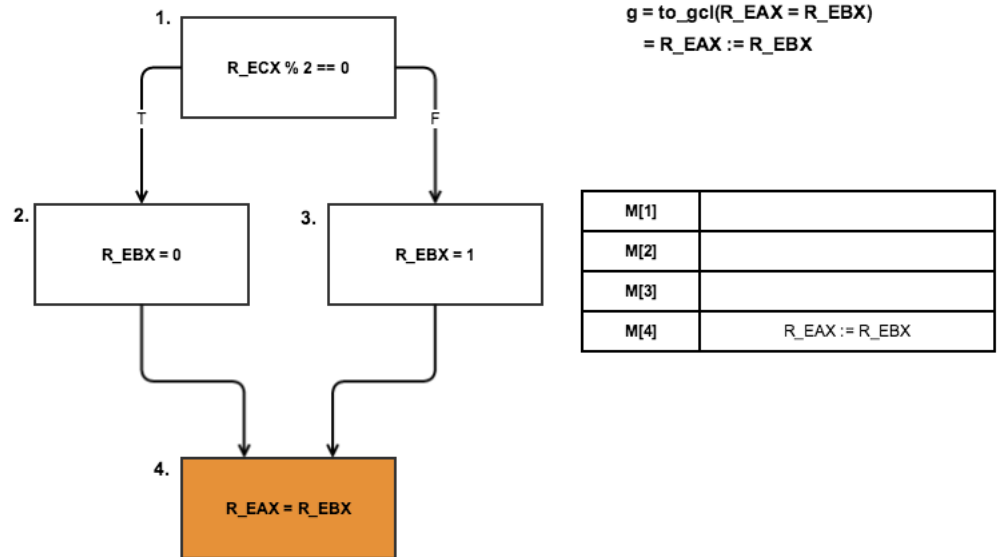 1.
R_ECX % 2 == 0
T
F
g = to_gcl(R_EAX = R_EBX)
= R_EAX := R_EBX
2.
R_EBX = 0
3.
R_EBX = 1
M[1]
M[2]
M[3]
M[4] R_EAX := R_EBX
4.
R_EAX = R_EBX